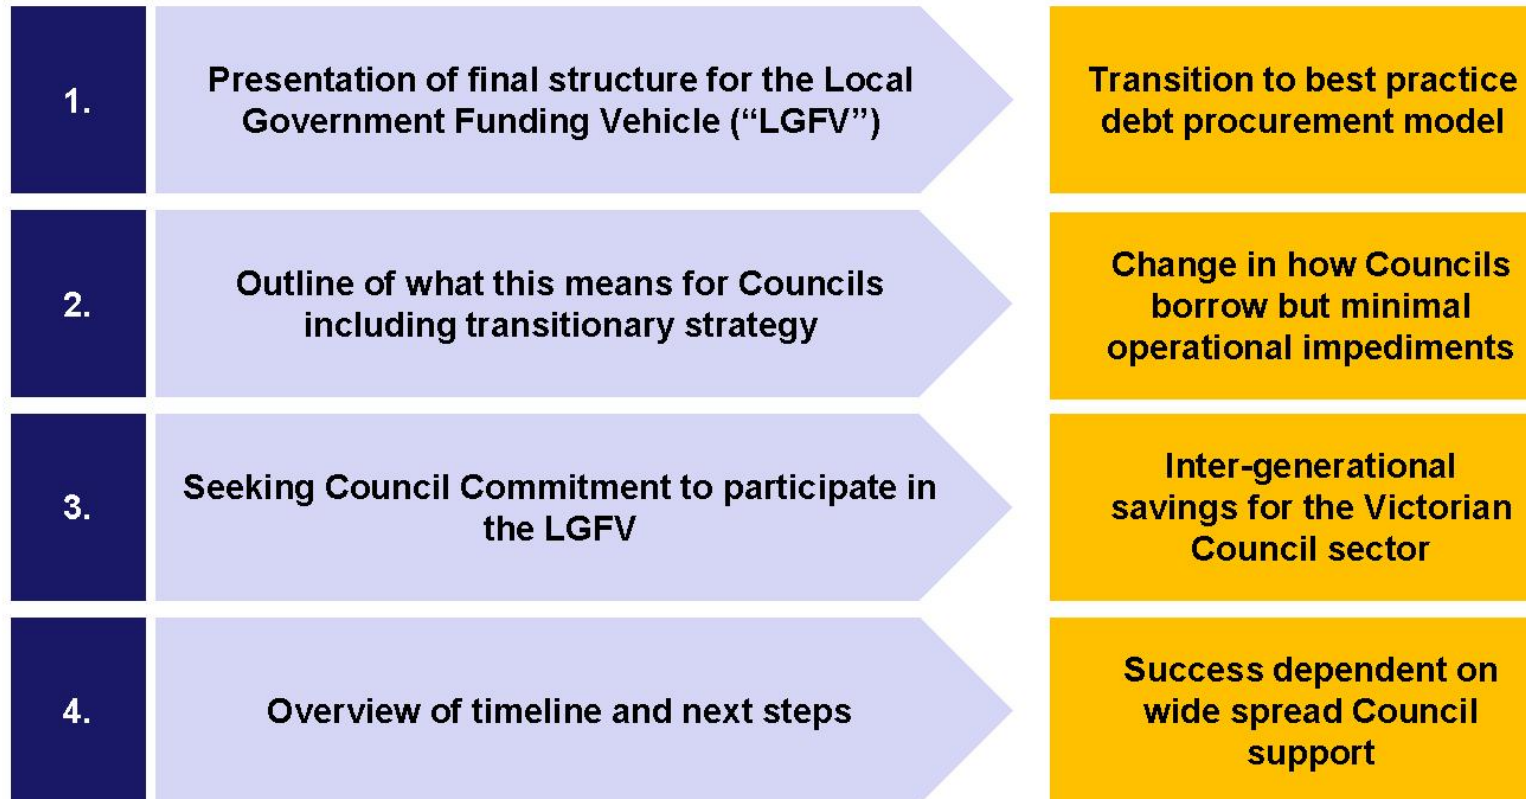 1.
Presentation of final structure for the Local
Government Funding Vehicle (“LGFV”)
Transition to best practice
debt procurement model
2.
Outline of what this means for Councils
including transitionary strategy
Change in how Councils
borrow but minimal
operational impediments
3.
Seeking Council Commitment to participate in
the LGFV
Inter-generational
savings for the Victorian
Council sector
4.
Overview of timeline and next steps
Success dependent on
wide spread Council
support